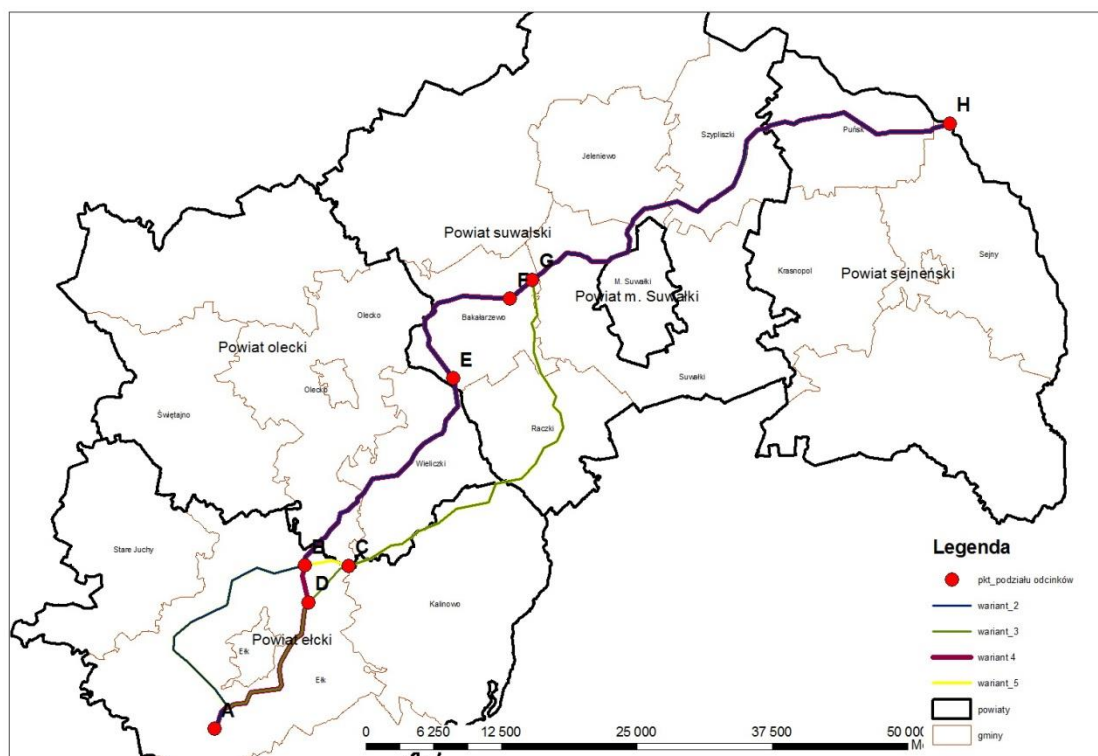 H
Szypliszki
Puńsk
Jeleniewo
Powiat suwalski
G
F
M. Suwałki
Powiat m. Suwałki
Krasnopol
Powiat sejneński
Sejny
Olecko
Bakałarzewo
Powiat olecki
E
Suwałki
Olecko
Świętajno
Raczki
Wieliczki
Stare Juchy
B
C
D
Kalinowo
Powiat ełcki
Ełk
Ełk
A
Legenda
pkt_podziału odcinków
wariant_2
wariant_3
wariant 4
wariant_5
powiaty
gminy
0 6 250 12 500 25 000 37 500 50 000